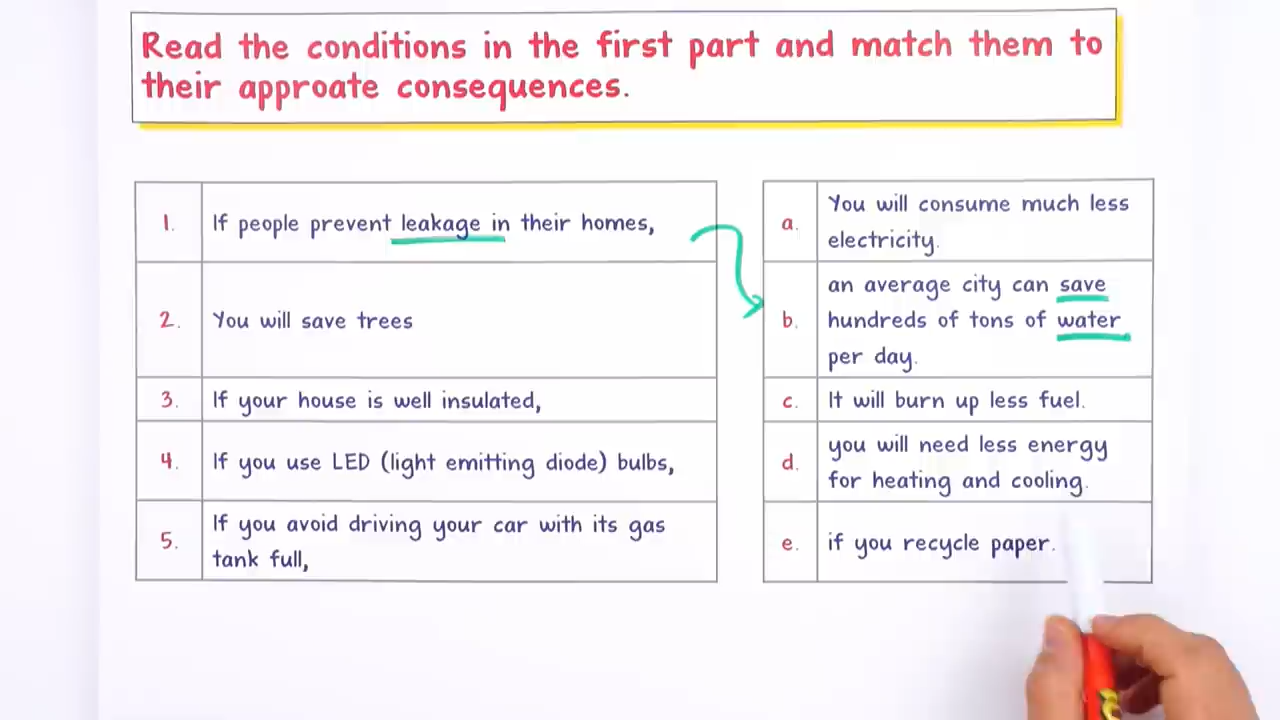 Read the conditions in the first part and match them to
their approate consequences.
1.
If people prevent leakage in their homes,
2.
You will save trees
3.
If your house is well insulated,
4.
If you use LED (light emitting diode) bulbs,
5.
If you avoid driving your car with its gas
tank full,
a.
You will consume much less
electricity.
b.
an average city can save
hundreds of tons of water
per day.
c.
It will burn up less fuel.
d.
you will need less energy
for heating and cooling.
e.
if you recycle paper.